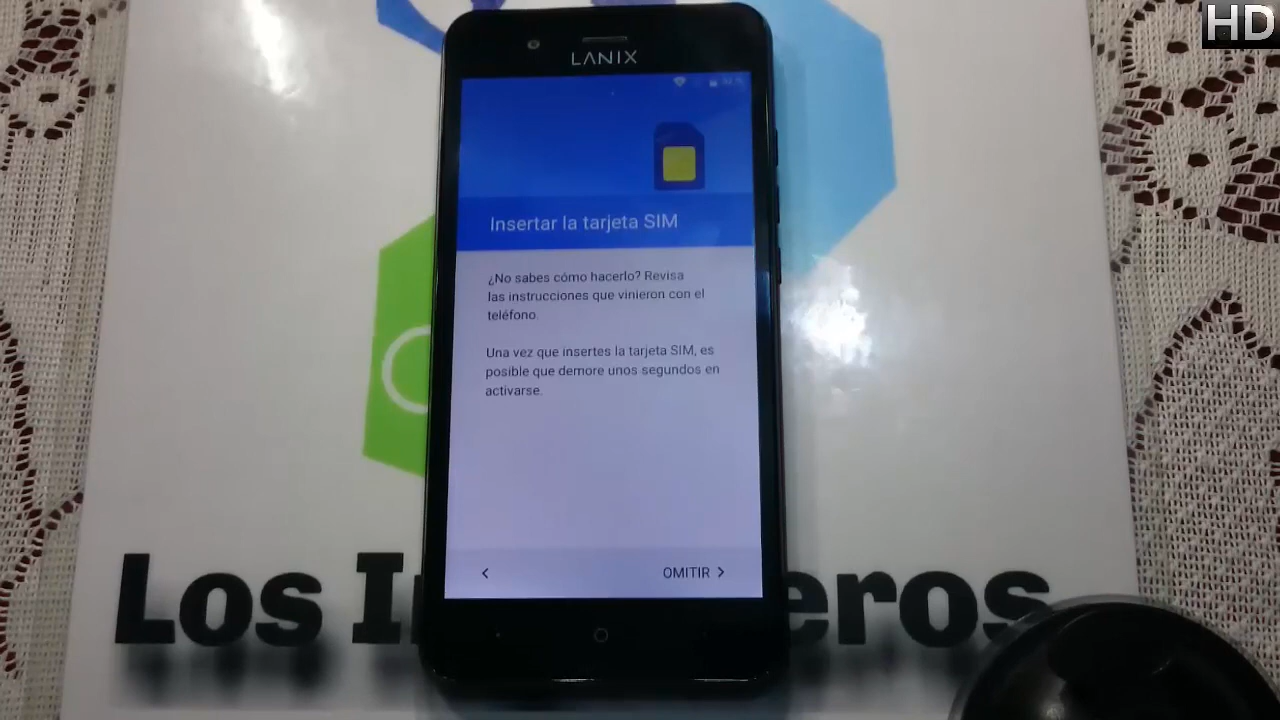 HD
LANIX
Insertar la tarjeta SIM
¿No sabes cómo hacerlo? Revisa
las instrucciones que vinieron con el
teléfono.
Una vez que insertes la tarjeta SIM, es
posible que demore unos segundos en
activarse.
OMITIR
Los I eros